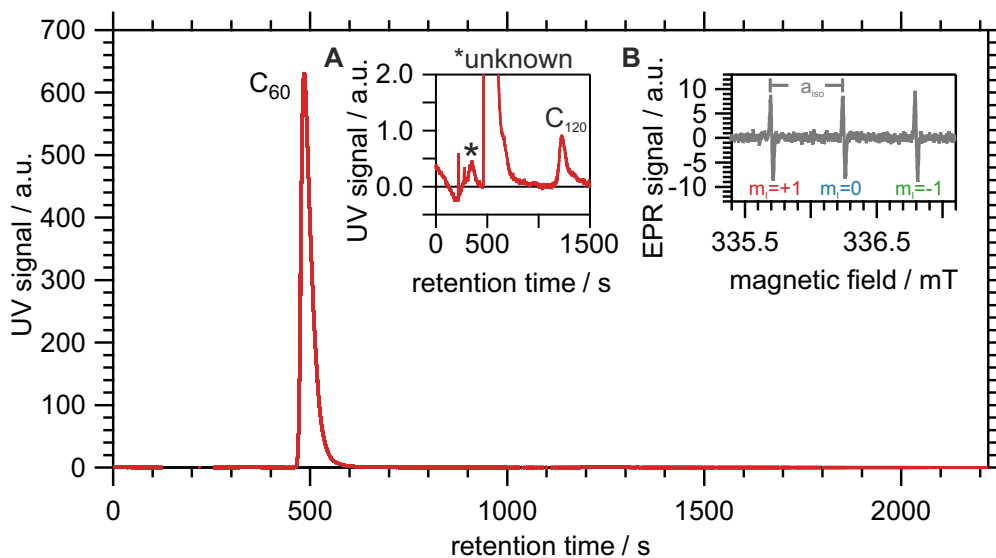 700
600
500
400
300
200
100
0
UV signal / a.u.
0
500
1000
1500
2000
retention time / s
C60
A
*unknown
2.0
1.0
0.0
UV signal / a.u.
*
C120
0
500
1500
retention time / s
B
10
5
0
-5
-10
EPR signal / a.u.
aiso
mI=+1 mI=0 mI=-1
335.5
336.5
magnetic field / mT